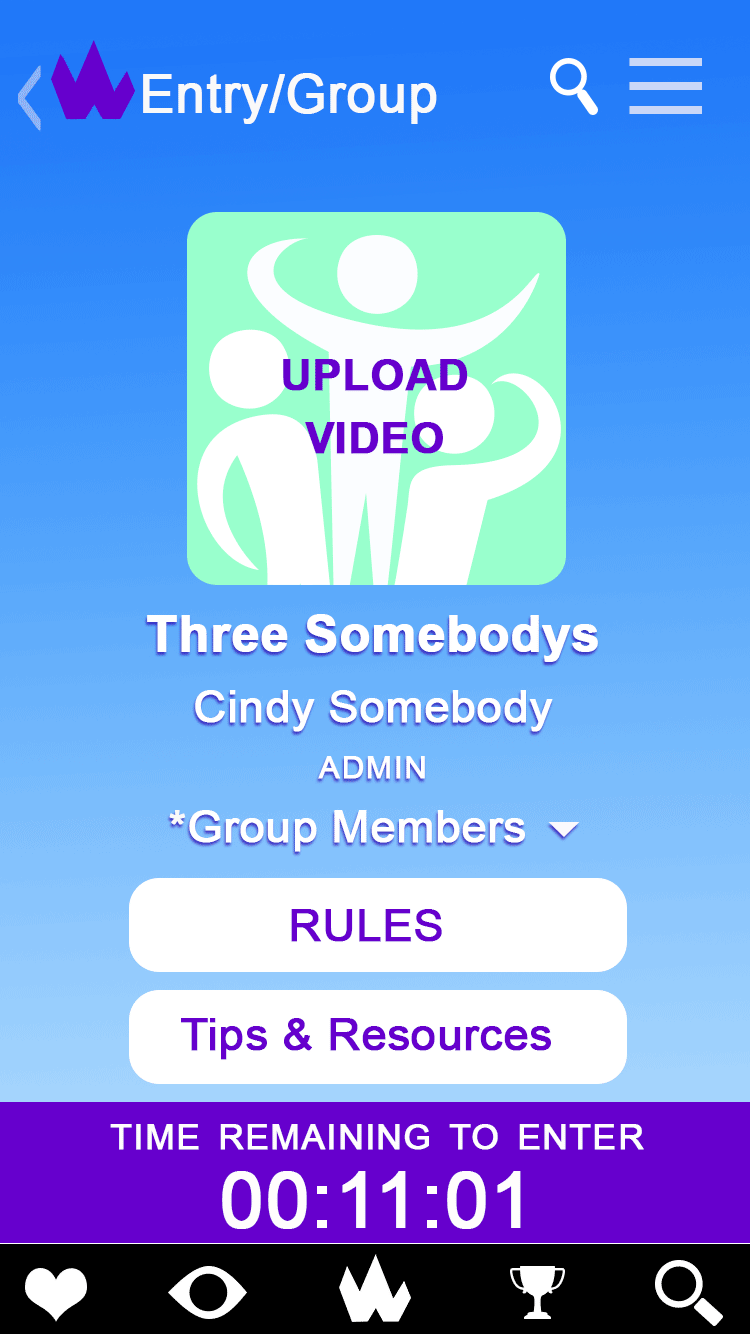 Entry/Group
UPLOAD
VIDEO
Three Somebodys
Cindy Somebody
ADMIN
*Group Members
RULES
Tips & Resources
TIME REMAINING TO ENTER
00:11:01